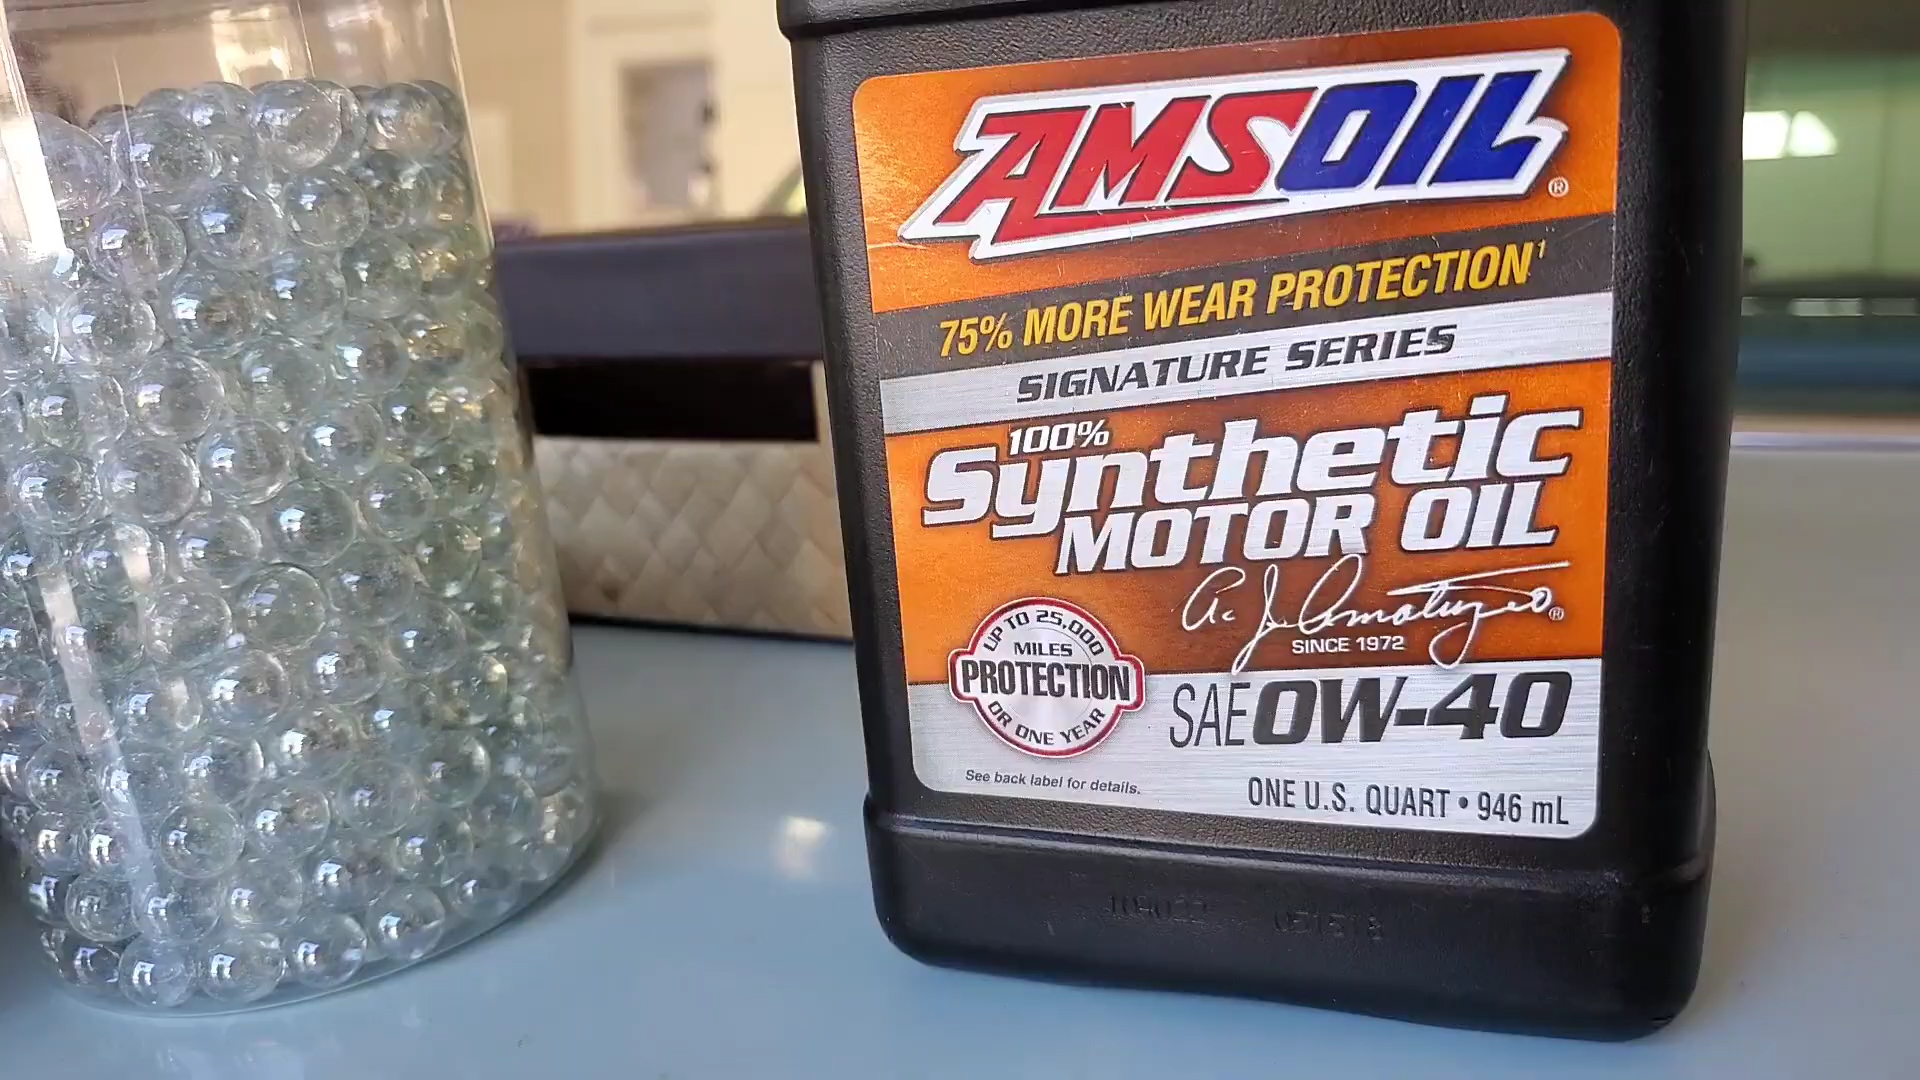 AMSOIL®
75% MORE WEAR PROTECTION¹
SIGNATURE SERIES
100%
Synthetic
MOTOR OIL
A. J. Amatuzio®
SINCE 1972
UP TO 25,000
MILES
PROTECTION
OR ONE YEAR
SAE 0W-40
See back label for details.
ONE U.S. QUART • 946 mL